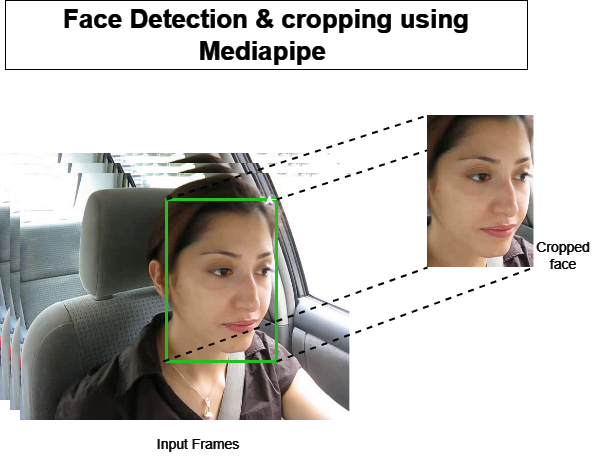 Face Detection & cropping using
Mediapipe
Cropped
face
Input Frames